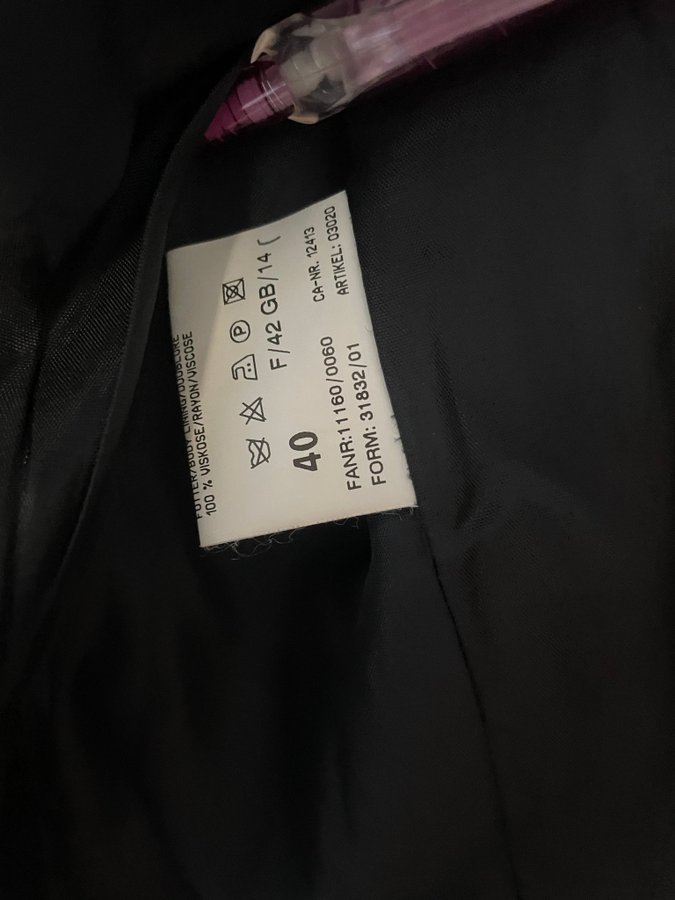 FUTTER/BODY LINING/DOUBLURE
100 % VISKOSE/RAYON/VISCOSE
P
40 F/42 GB/14 (
FANR:11160/0060 CA-NR. 12413
FORM: 31832/01 ARTIKEL: 03020